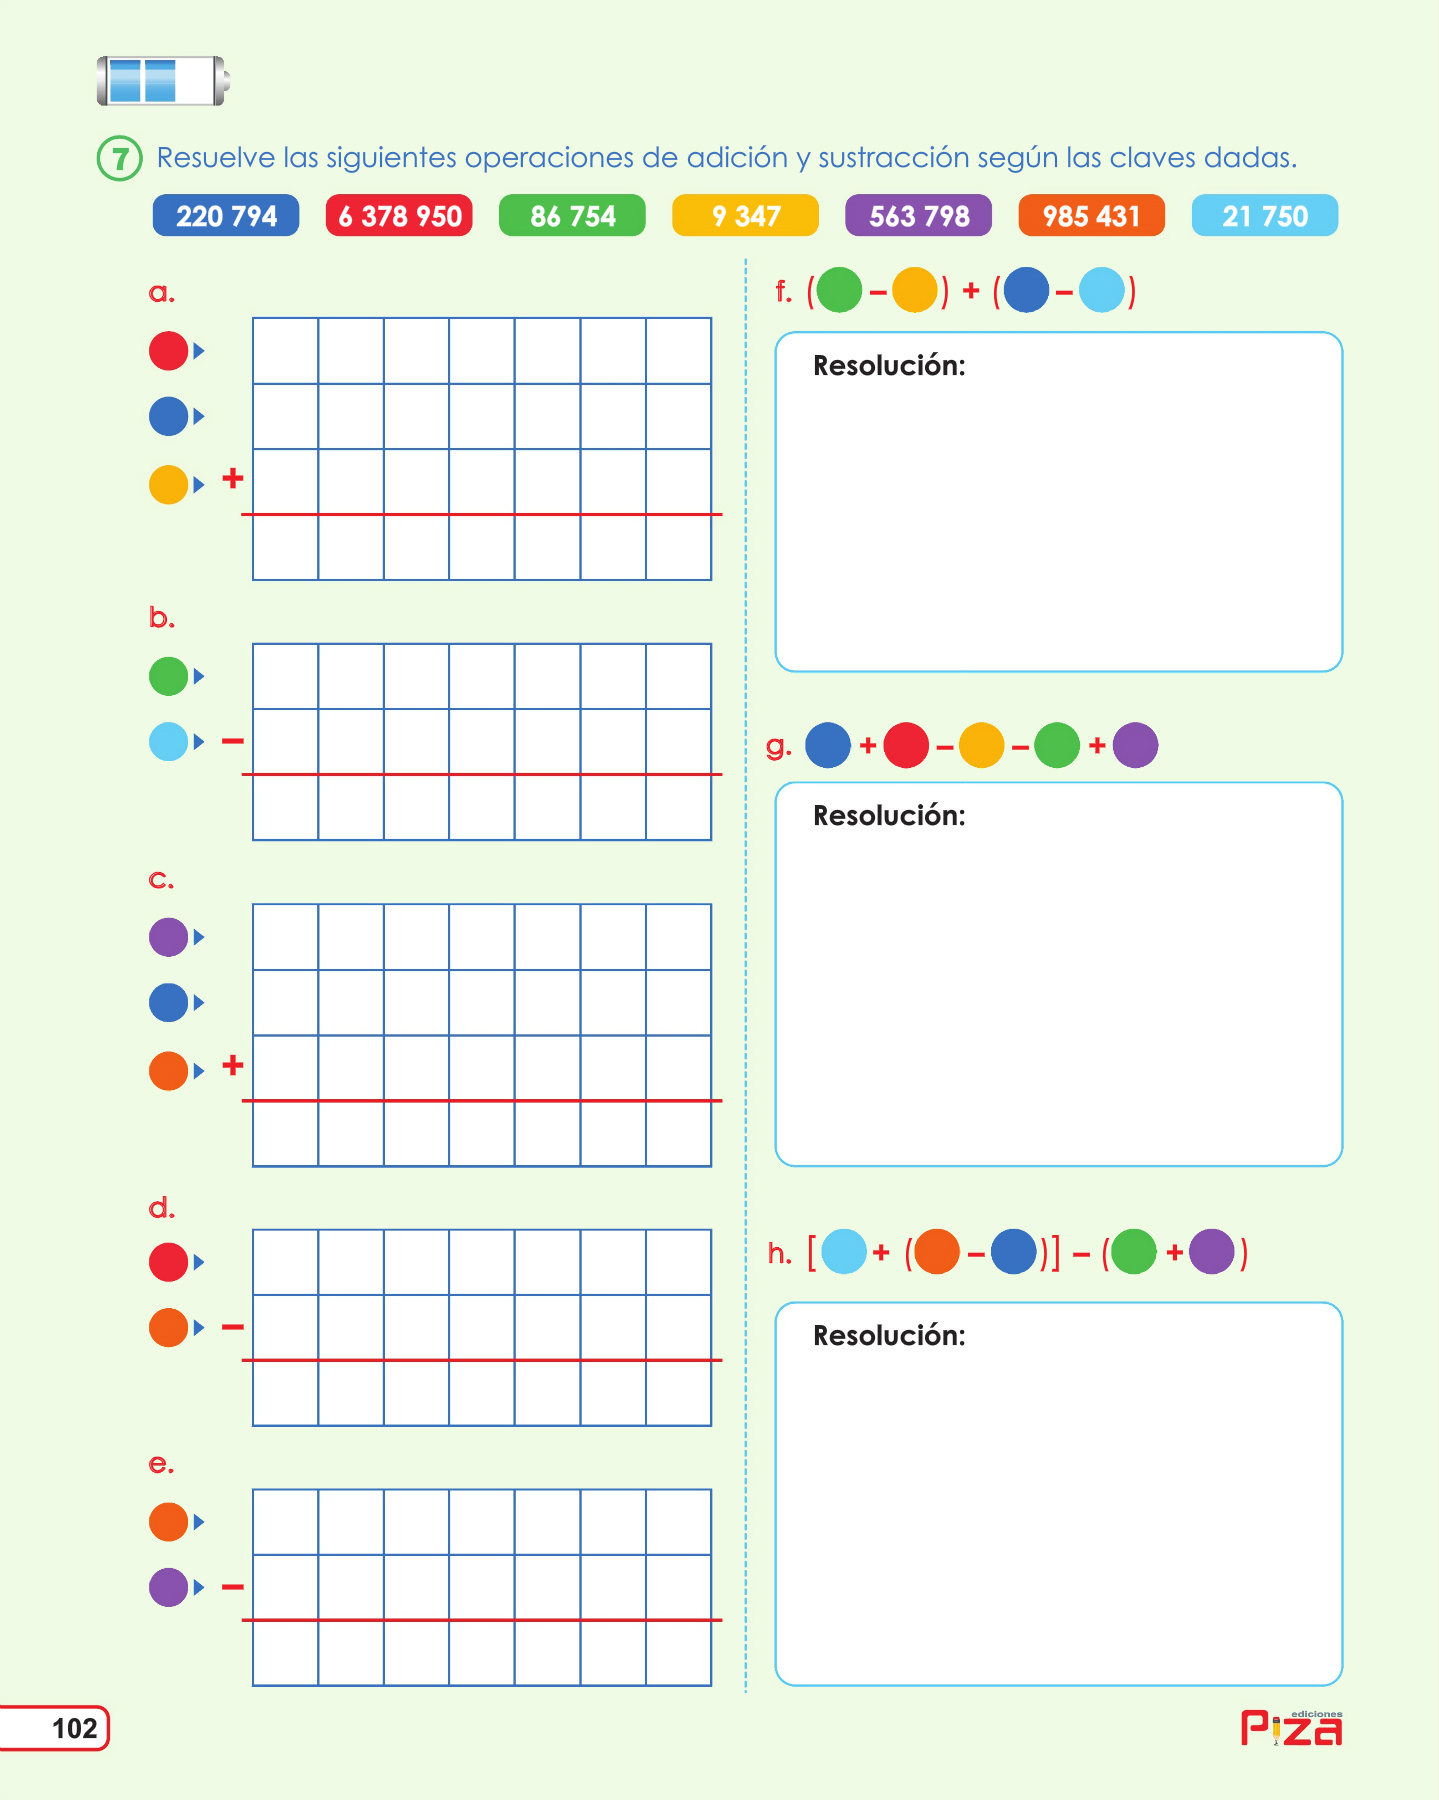 7 Resuelve las siguientes operaciones de adición y sustracción según las claves dadas.
220 794 6 378 950 86 754 9 347 563 798 985 431 21 750
a.
+
b.
–
c.
+
d.
–
e.
–
f. ( – ) + ( – )
Resolución:
g. + – – +
Resolución:
h. [ + ( – )] – ( + )
Resolución:
102
ediciones
Piza